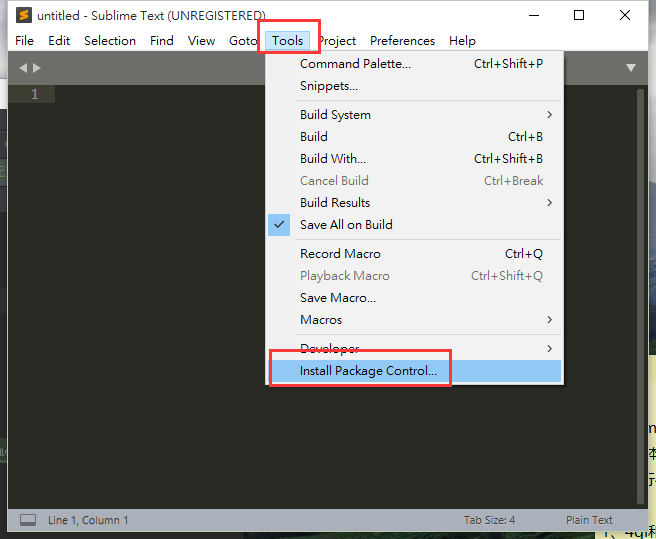 untitled - Sublime Text (UNREGISTERED)
File Edit Selection Find View Goto Tools Project Preferences Help
Command Palette... Ctrl+Shift+P
Snippets...
1
Build System
Build Ctrl+B
Build With... Ctrl+Shift+B
Cancel Build Ctrl+Break
Build Results
Save All on Build
Record Macro Ctrl+Q
Playback Macro Ctrl+Shift+Q
Save Macro...
Macros
Developer
Install Package Control...
Line 1, Column 1 Tab Size: 4 Plain Text